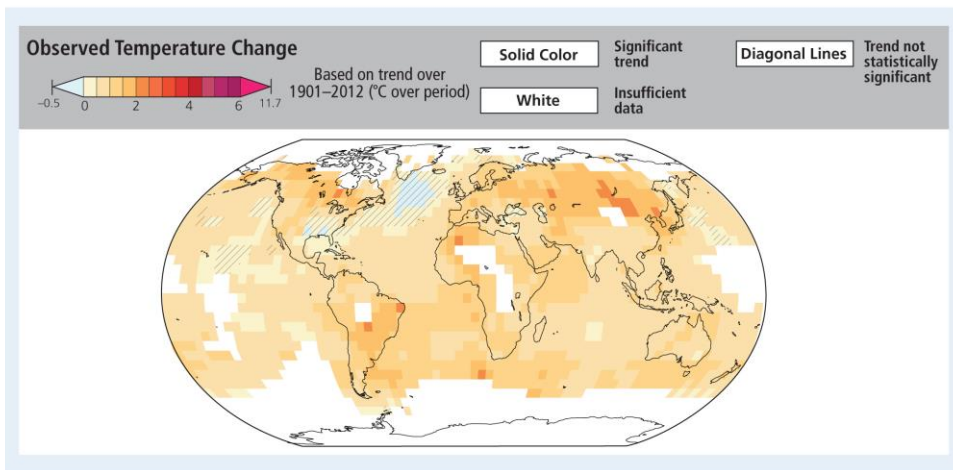 Observed Temperature Change
−0.5 0 2 4 6 11.7
Based on trend over
1901–2012 (°C over period)
Solid Color
Significant
trend
White
Insufficient
data
Diagonal Lines
Trend not
statistically
significant